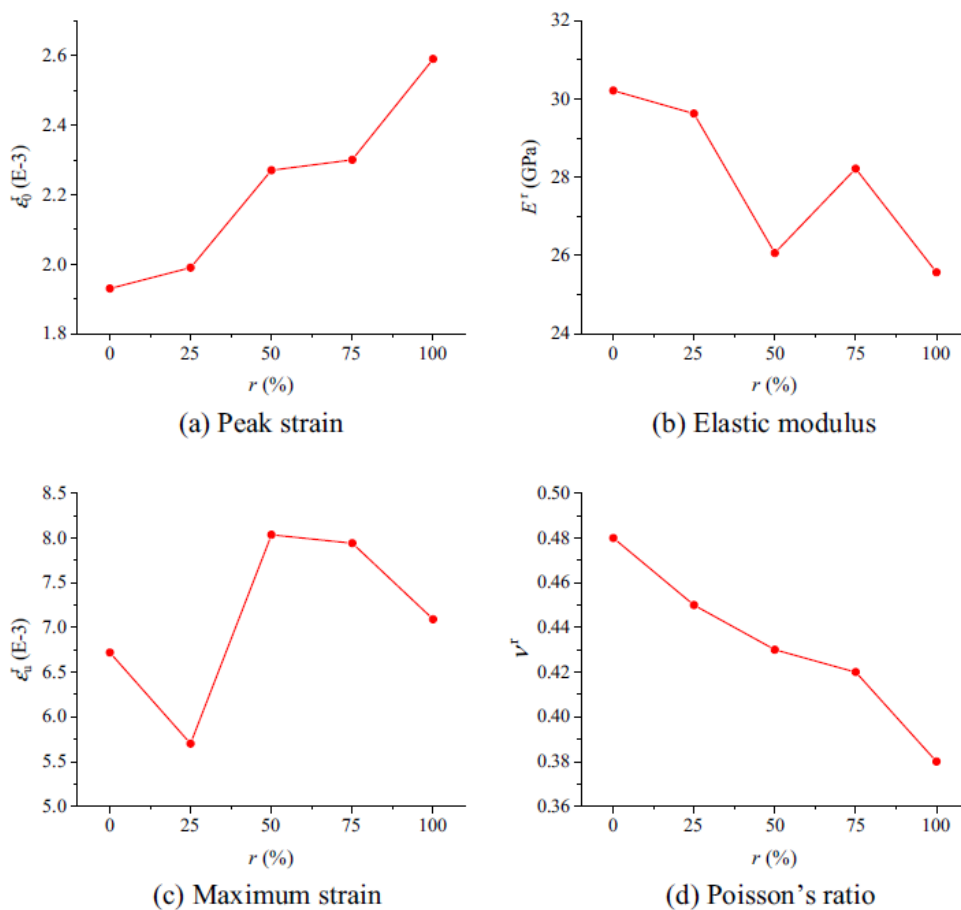 2.6
2.4
2.2
2.0
1.8
ε₀ʳ (E-3)
0 25 50 75 100
r (%)
(a) Peak strain
32
30
28
26
24
Eʳ (GPa)
0 25 50 75 100
r (%)
(b) Elastic modulus
8.5
8.0
7.5
7.0
6.5
6.0
5.5
5.0
εᵤʳ (E-3)
0 25 50 75 100
r (%)
(c) Maximum strain
0.50
0.48
0.46
0.44
0.42
0.40
0.38
0.36
νʳ
0 25 50 75 100
r (%)
(d) Poisson’s ratio